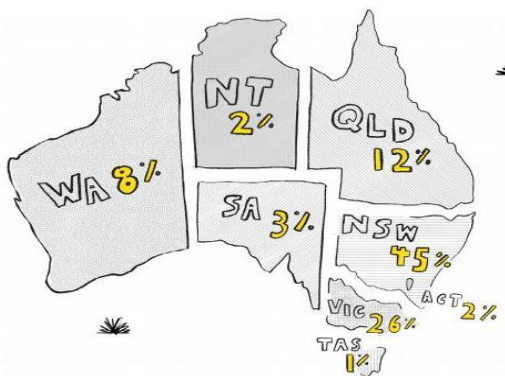 NT
2%
QLD
12%
WA 8%
SA
3%
NSW
45%
ACT 2%
VIC
26%
TAS
1%